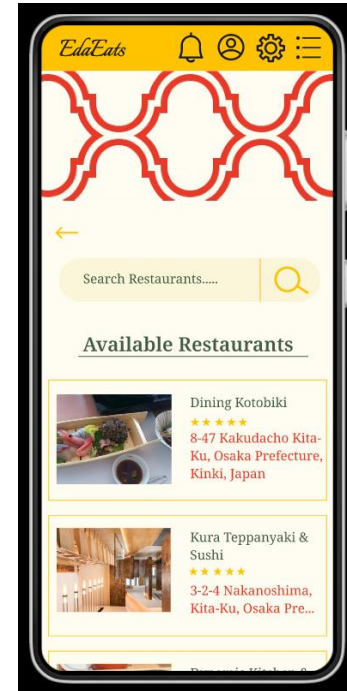 EdaEats
Search Restaurants.....
Available Restaurants
Dining Kotobiki
8-47 Kakudacho Kita-
Ku, Osaka Prefecture,
Kinki, Japan
Kura Teppanyaki &
Sushi
3-2-4 Nakanoshima,
Kita-Ku, Osaka Pre...